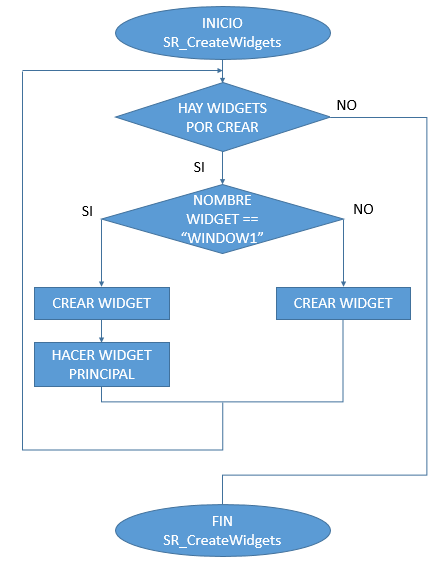 INICIO
SR_CreateWidgets
HAY WIDGETS
POR CREAR
NO
SI
NOMBRE
WIDGET ==
“WINDOW1”
SI
NO
CREAR WIDGET
CREAR WIDGET
HACER WIDGET
PRINCIPAL
FIN
SR_CreateWidgets